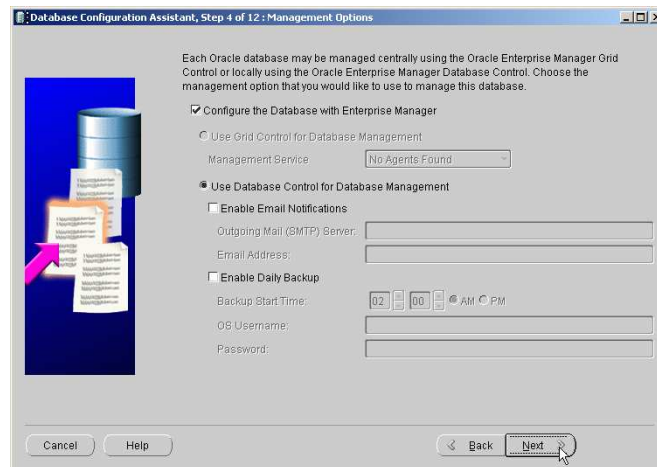 Database Configuration Assistant, Step 4 of 12 : Management Options
Each Oracle database may be managed centrally using the Oracle Enterprise Manager Grid
Control or locally using the Oracle Enterprise Manager Database Control. Choose the
management option that you would like to use to manage this database.
Configure the Database with Enterprise Manager
Use Grid Control for Database Management
Management Service No Agents Found
Use Database Control for Database Management
Enable Email Notifications
Outgoing Mail (SMTP) Server:
Email Address:
Enable Daily Backup
Backup Start Time: 02 00 AM PM
OS Username:
Password:
Cancel Help Back Next